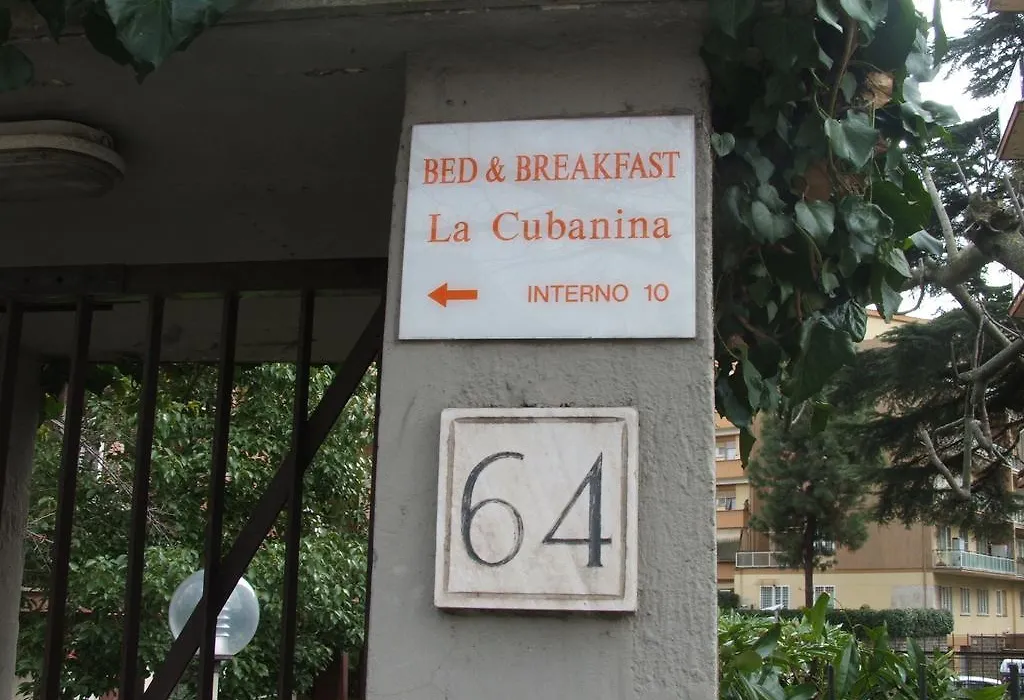 BED & BREAKFAST
La Cubanina
← INTERNO 10
64